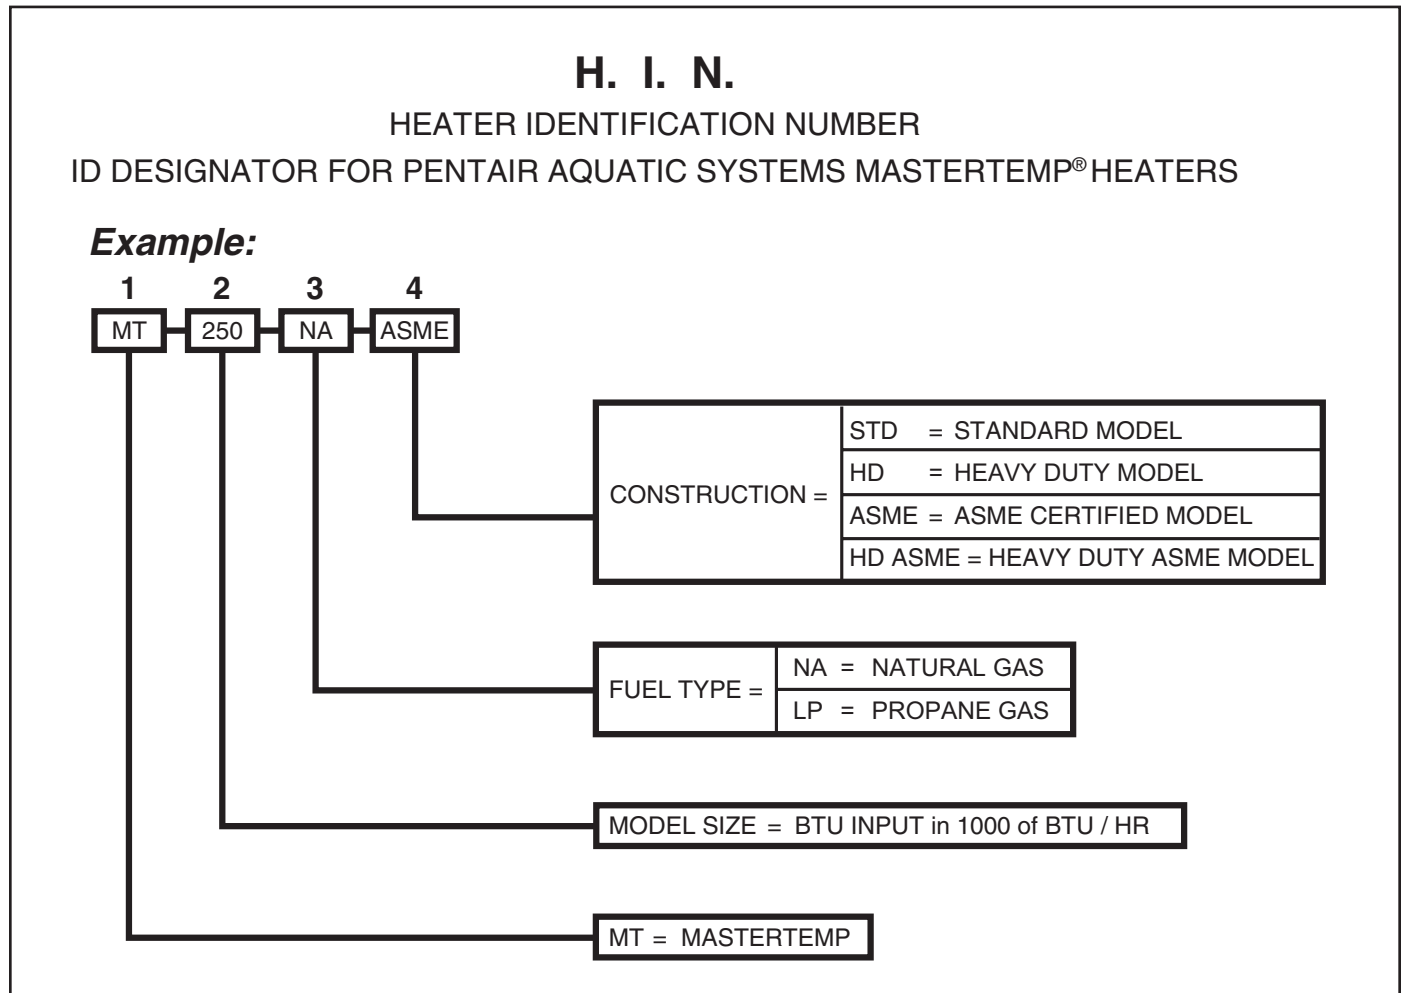 H. I. N.
HEATER IDENTIFICATION NUMBER
ID DESIGNATOR FOR PENTAIR AQUATIC SYSTEMS MASTERTEMP® HEATERS
Example:
1 2 3 4
MT 250 NA ASME
CONSTRUCTION =
STD = STANDARD MODEL
HD = HEAVY DUTY MODEL
ASME = ASME CERTIFIED MODEL
HD ASME = HEAVY DUTY ASME MODEL
FUEL TYPE =
NA = NATURAL GAS
LP = PROPANE GAS
MODEL SIZE = BTU INPUT in 1000 of BTU / HR
MT = MASTERTEMP